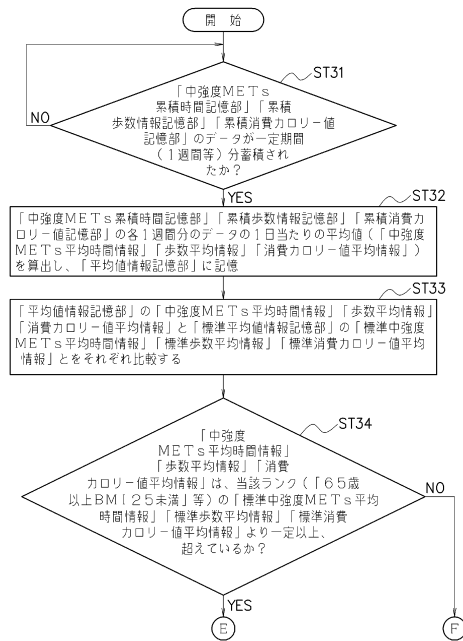 開 始
ST31
「中強度METs
累積時間記憶部」「累積
歩数情報記憶部」「累積消費カロリー値
記憶部」のデータが一定期間
(1週間等)分蓄積され
たか?
NO
YES
ST32
「中強度METs累積時間記憶部」「累積歩数情報記憶部」「累積消費カ
ロリー値記憶部」の各1週間分のデータの1日当たりの平均値(「中強度
METs平均時間情報」「歩数平均情報」「消費カロリー値平均情報」)
を算出し、「平均値情報記憶部」に記憶
ST33
「平均値情報記憶部」の「中強度METs平均時間情報」「歩数平均情報」
「消費カロリー値平均情報」と「標準平均値情報記憶部」の「標準中強度
METs平均時間情報」「標準歩数平均情報」「標準消費カロリー値平均
情報」とをそれぞれ比較する
ST34
「中強度
METs平均時間情報」
「歩数平均情報」「消費
カロリー値平均情報」は、当該ランク(「65歳
以上BMI25未満」等)の「標準中強度METs平均
時間情報」「標準歩数平均情報」「標準消費
カロリー値平均情報」より一定以上、
超えているか?
NO
YES
E
F